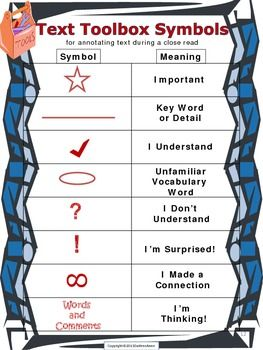 TOOLS
Text Toolbox Symbols
for annotating text during a close read
Symbol Meaning
Important
Key Word
or Detail
I Understand
Unfamiliar
Vocabulary
Word
?
I Don't
Understand
!
I'm Surprised!
∞
I Made a
Connection
Words
and
Comments
I'm
Thinking!